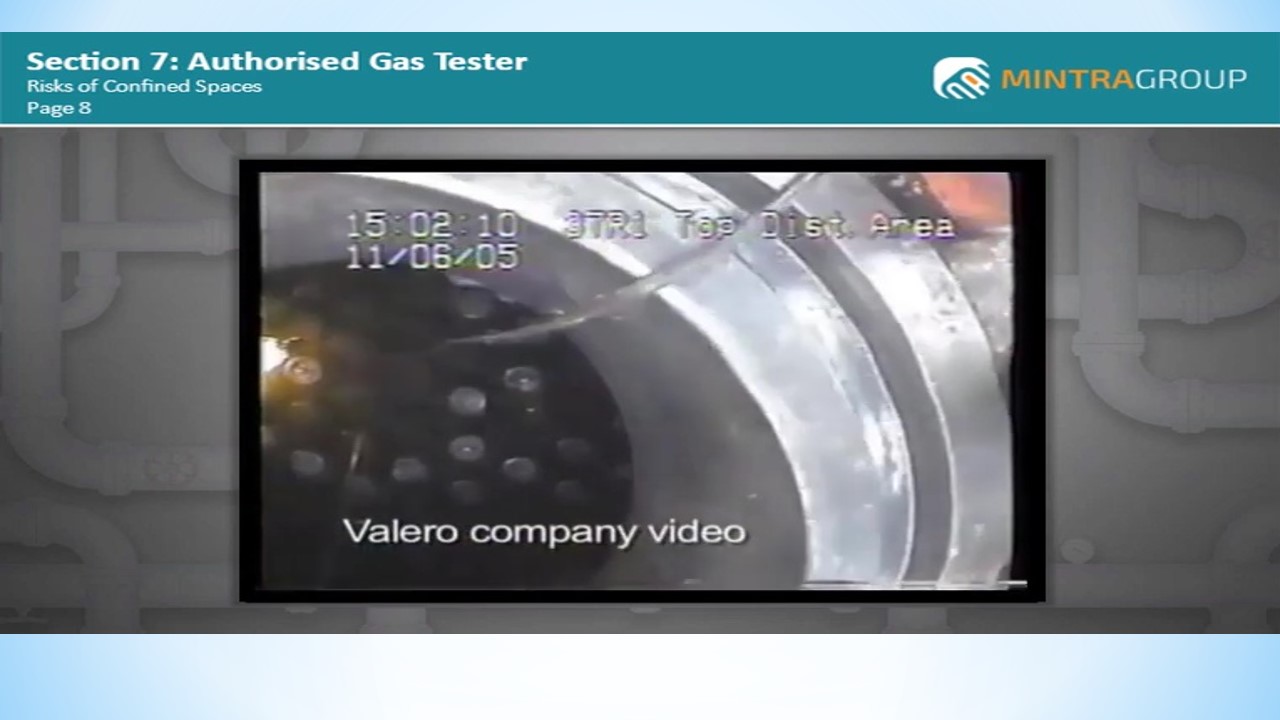 Section 7: Authorised Gas Tester
Risks of Confined Spaces
Page 8
MINTRAGROUP
15:02:10 37R1 Top Dist. Area
11/06/05
Valero company video